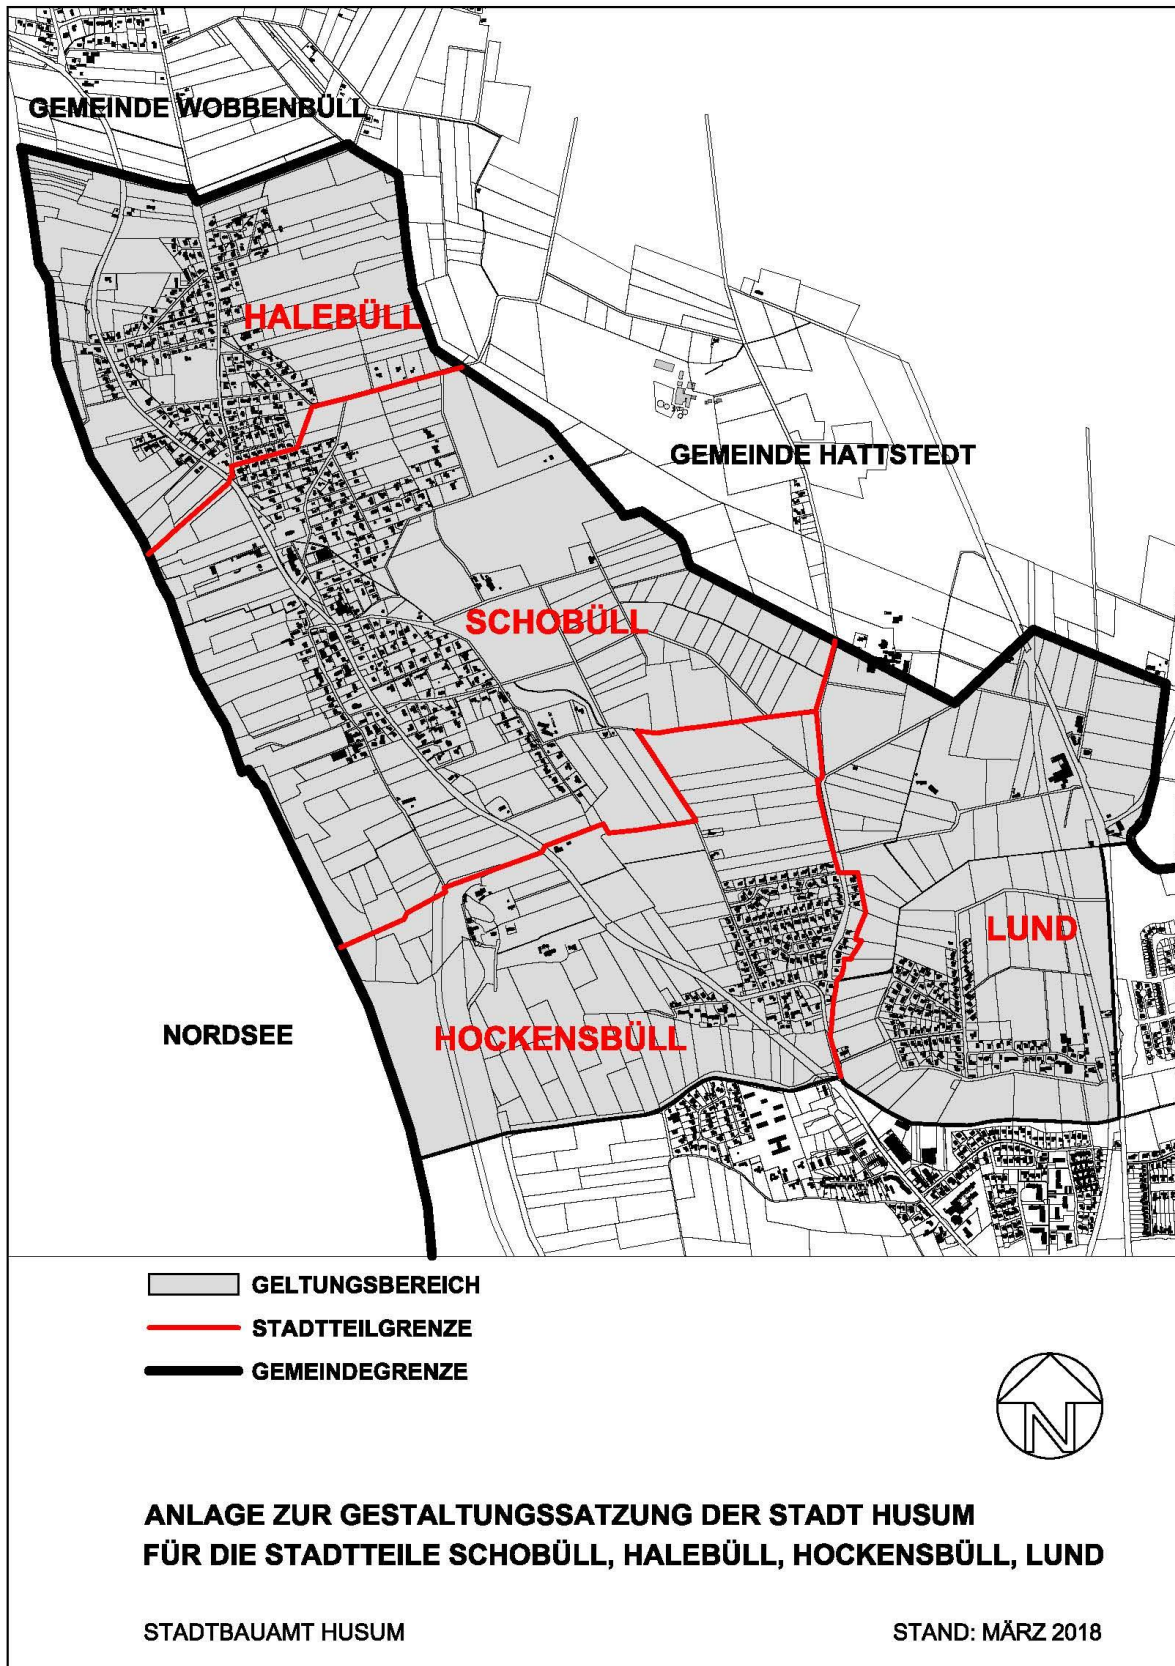 GEMEINDE WOBBENBÜLL
HALEBÜLL
GEMEINDE HATTSTEDT
SCHOBÜLL
LUND
NORDSEE
HOCKENSBÜLL
GELTUNGSBEREICH
STADTTEILGRENZE
GEMEINDEGRENZE
N
ANLAGE ZUR GESTALTUNGSSATZUNG DER STADT HUSUM
FÜR DIE STADTTEILE SCHOBÜLL, HALEBÜLL, HOCKENSBÜLL, LUND
STADTBAUAMT HUSUM
STAND: MÄRZ 2018